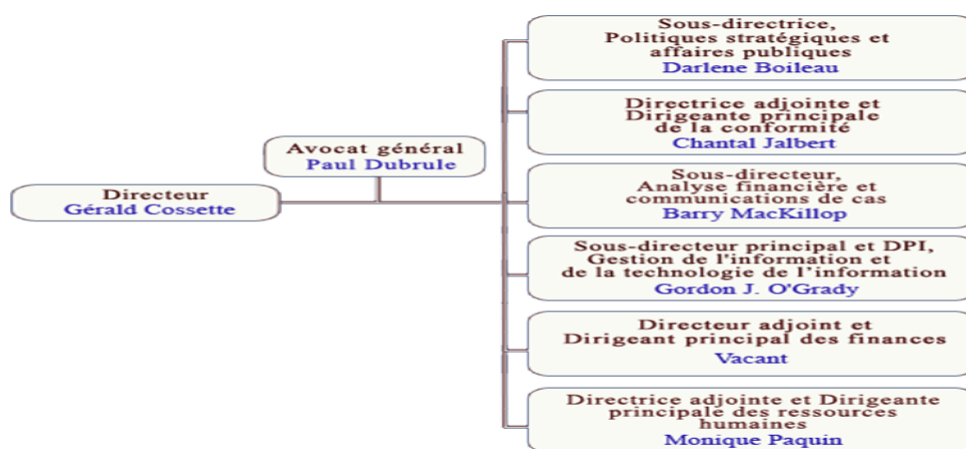 Directeur
Gérald Cossette
Avocat général
Paul Dubrule
Sous-directrice,
Politiques stratégiques et
affaires publiques
Darlene Boileau
Directrice adjointe et
Dirigeante principale
de la conformité
Chantal Jalbert
Sous-directeur,
Analyse financière et
communications de cas
Barry MacKillop
Sous-directeur principal et DPI,
Gestion de l'information et
de la technologie de l’information
Gordon J. O'Grady
Directeur adjoint et
Dirigeant principal des finances
Vacant
Directrice adjointe et Dirigeante
principale des ressources
humaines
Monique Paquin